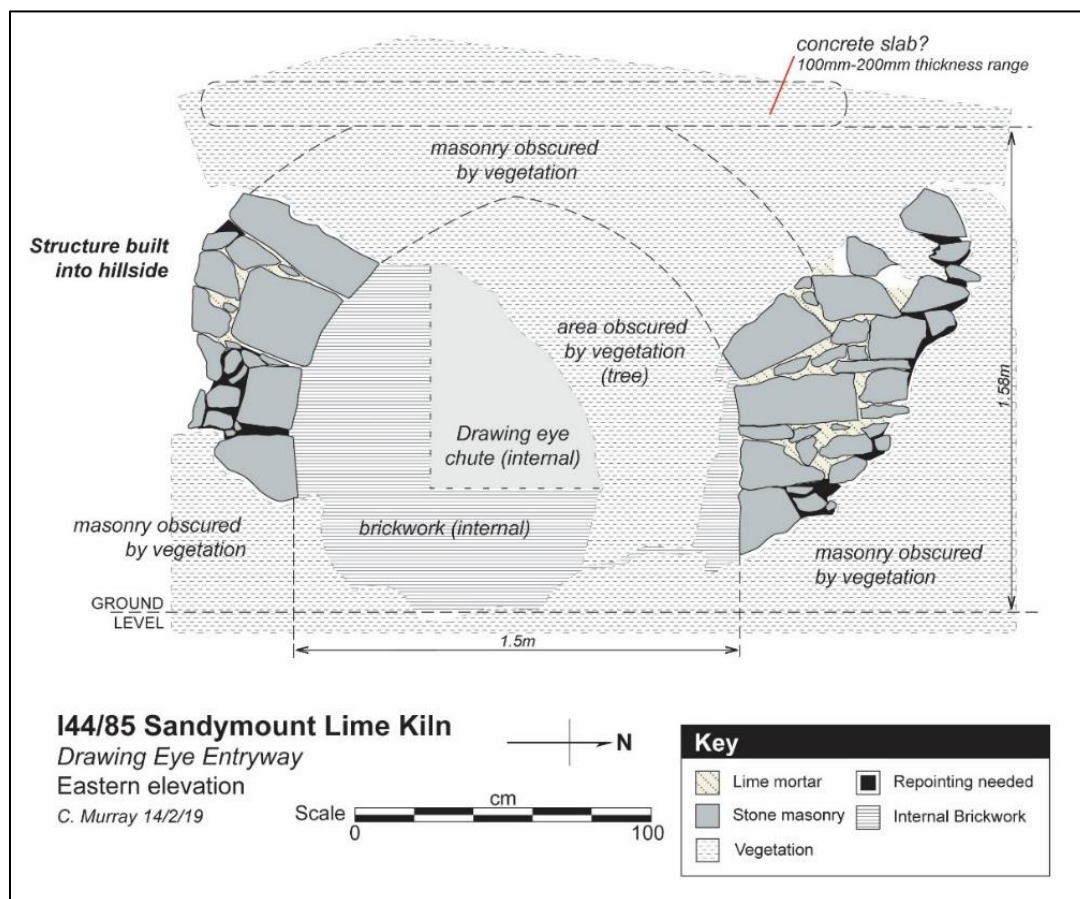 concrete slab?
100mm-200mm thickness range
masonry obscured
by vegetation
Structure built
into hillside
area obscured
by vegetation
(tree)
1.58m
Drawing eye
chute (internal)
brickwork (internal)
masonry obscured
by vegetation
masonry obscured
by vegetation
GROUND
LEVEL
1.5m
I44/85 Sandymount Lime Kiln
Drawing Eye Entryway
Eastern elevation
C. Murray 14/2/19
N
cm
Scale
0
100
Key
Lime mortar
Repointing needed
Stone masonry
Internal Brickwork
Vegetation